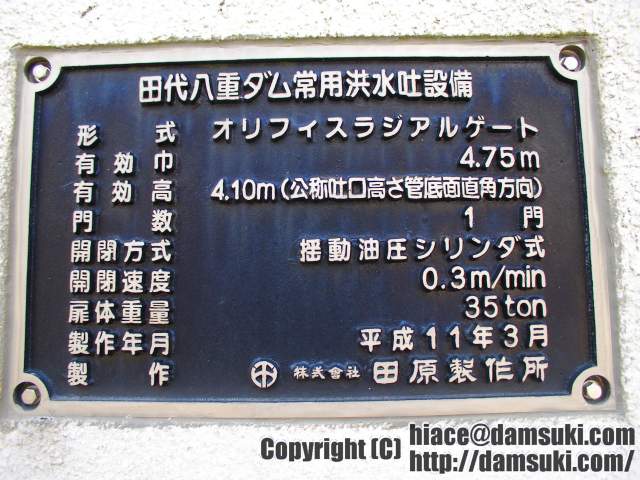 田代八重ダム常用洪水吐設備
形式 オリフィスラジアルゲート
有効巾 4.75m
有効高 4.10m(公称吐口高さ管底面直角方向)
門数 1門
開閉方式 揺動油圧シリンダ式
開閉速度 0.3m/min
扉体重量 35ton
製作年月 平成11年3月
製作 株式會社 田原製作所
Copyright (C) hiace@damsuki.com
http://damsuki.com/